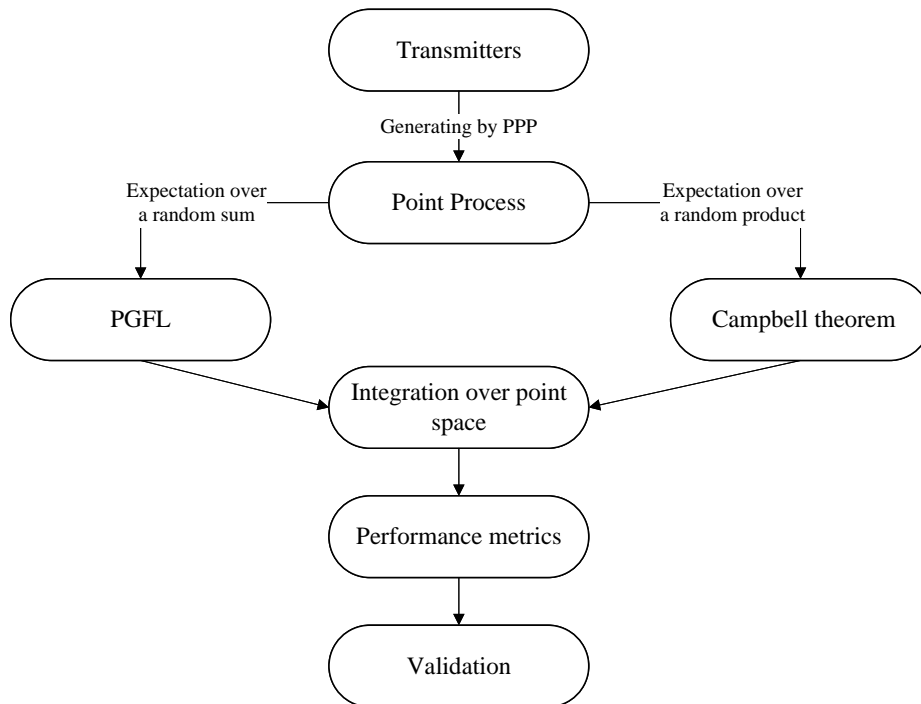 Transmitters
Generating by PPP
Point Process
Expectation over
a random sum
Expectation over
a random product
PGFL
Campbell theorem
Integration over point
space
Performance metrics
Validation